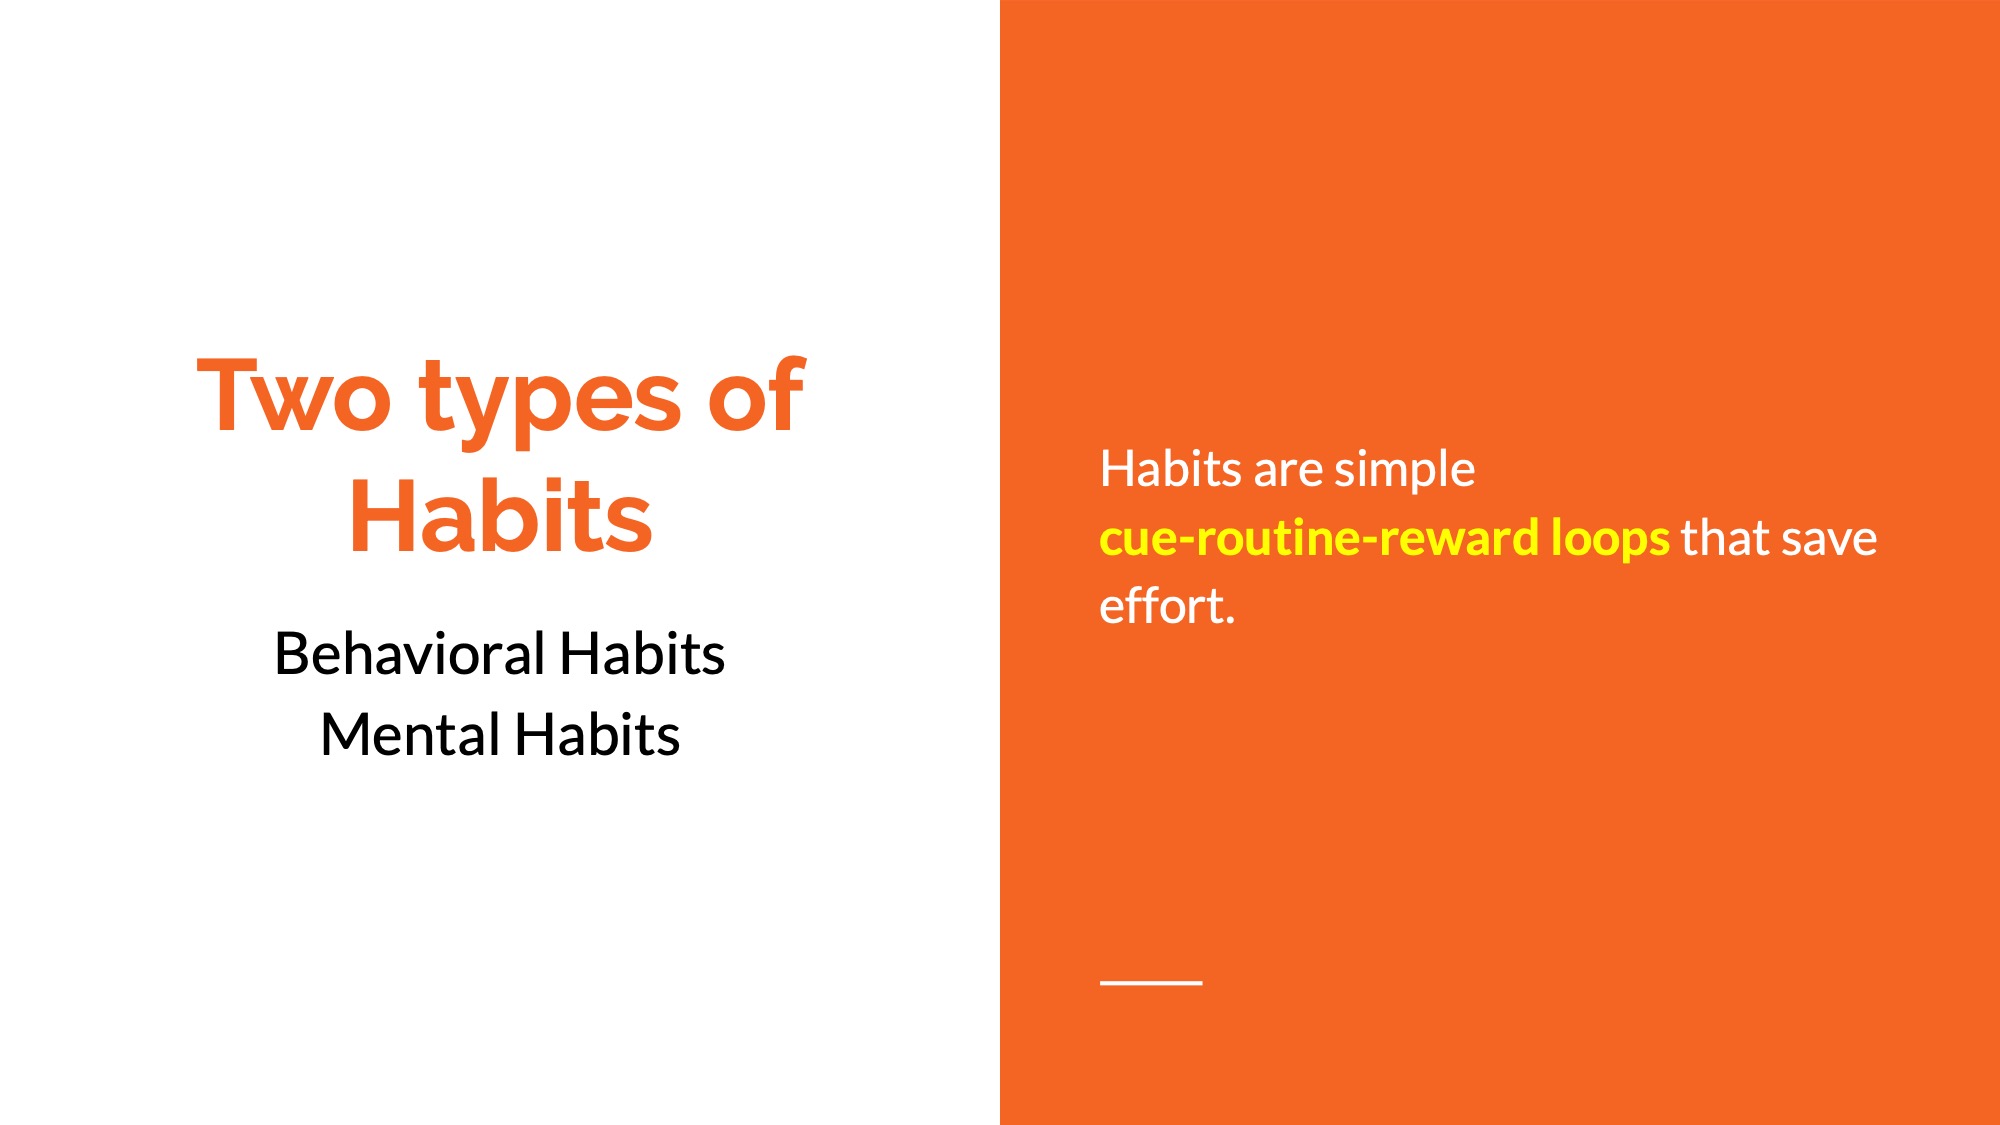 Two types of
Habits
Behavioral Habits
Mental Habits
Habits are simple
cue-routine-reward loops that save
effort.